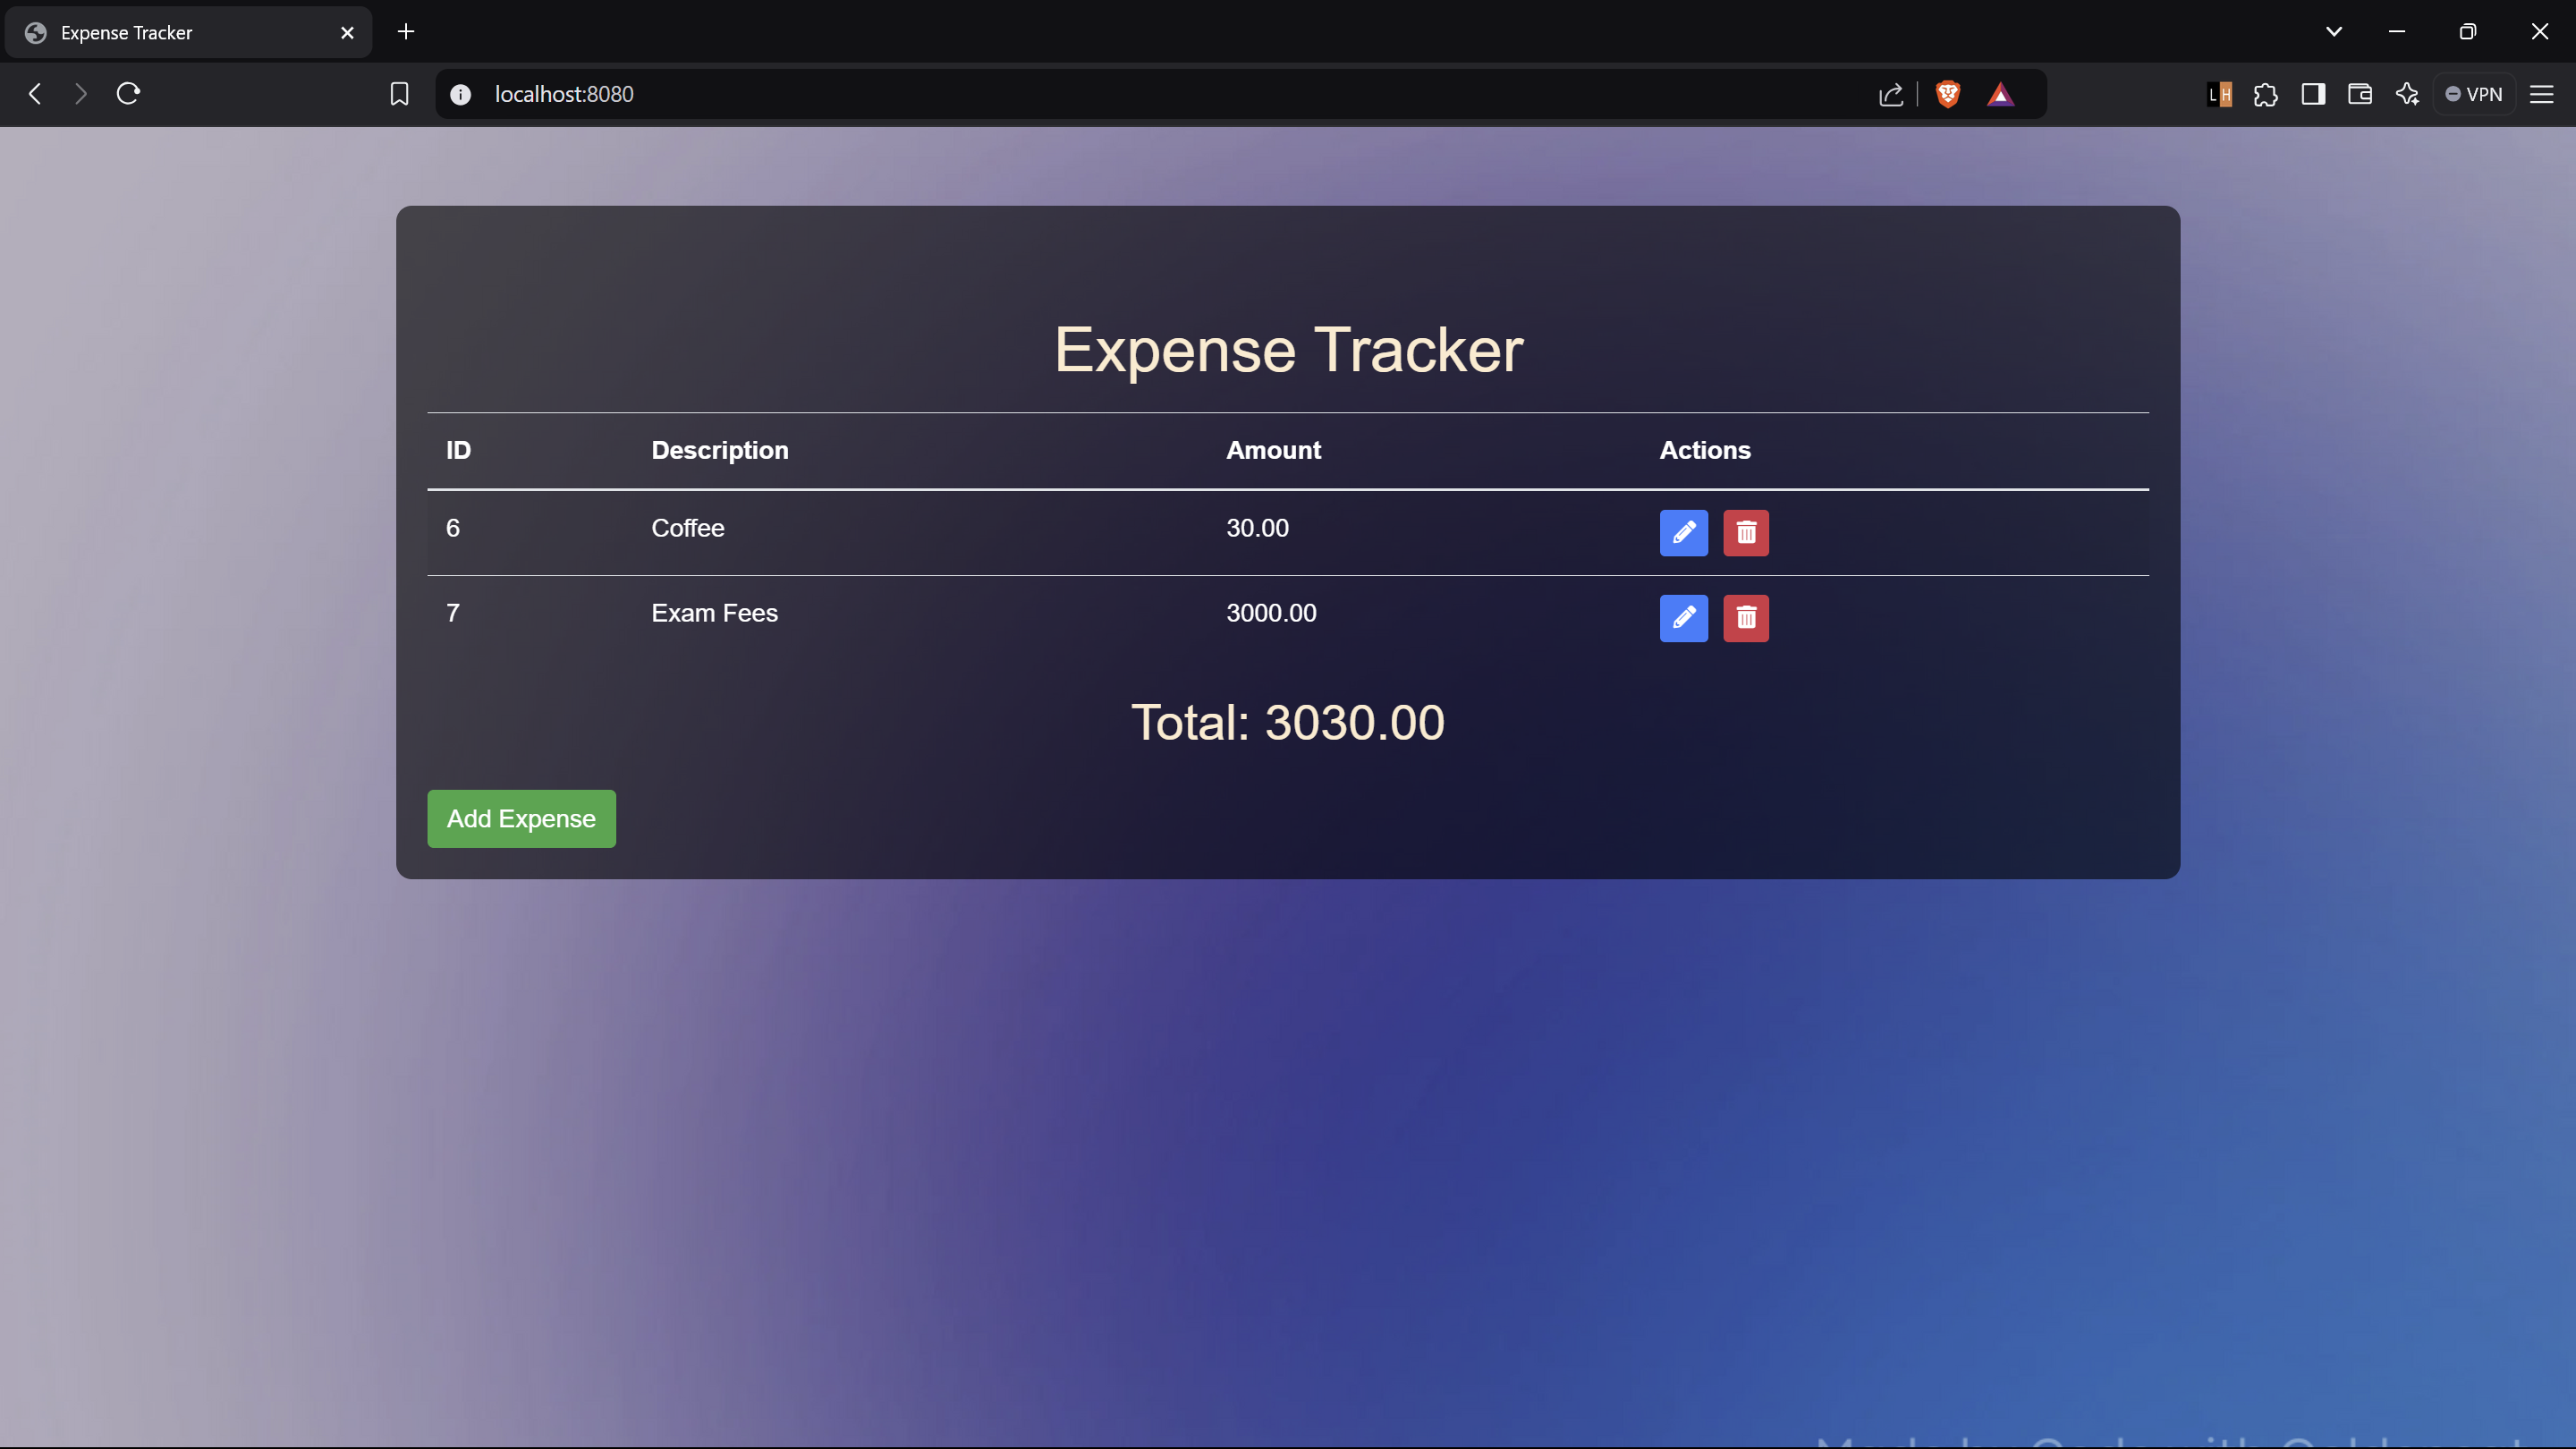 Expense Tracker
localhost:8080
LH
VPN
Expense Tracker
ID Description Amount Actions
6 Coffee 30.00
7 Exam Fees 3000.00
Total: 3030.00
Add Expense